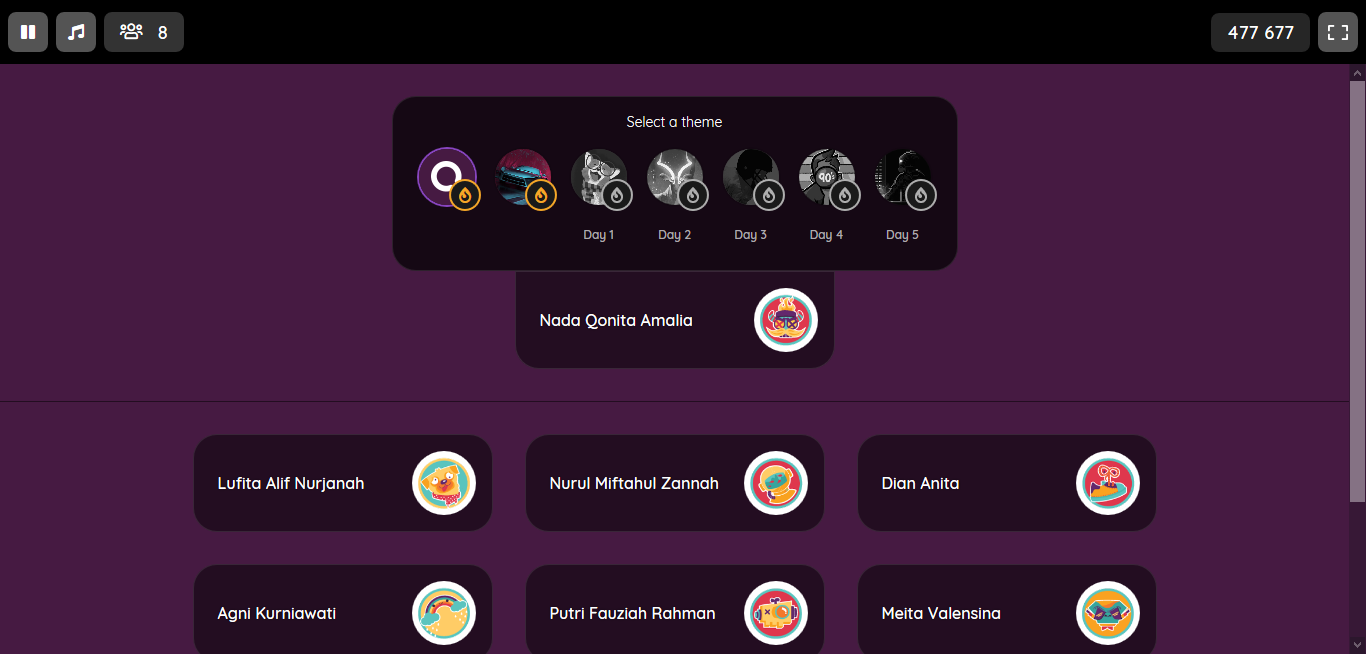 8
477 677
Select a theme
90's
Day 1
Day 2
Day 3
Day 4
Day 5
Nada Qonita Amalia
Lufita Alif Nurjanah
Nurul Miftahul Zannah
Dian Anita
Agni Kurniawati
Putri Fauziah Rahman
Meita Valensina